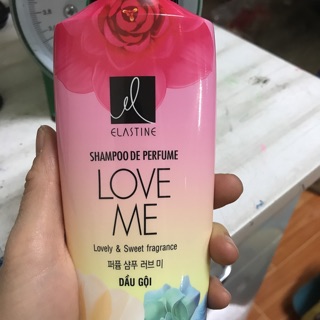 el
ELASTINE
SHAMPOO DE PERFUME
LOVE
ME
Lovely & Sweet fragrance
퍼퓸 샴푸 러브 미
DẦU GỘI